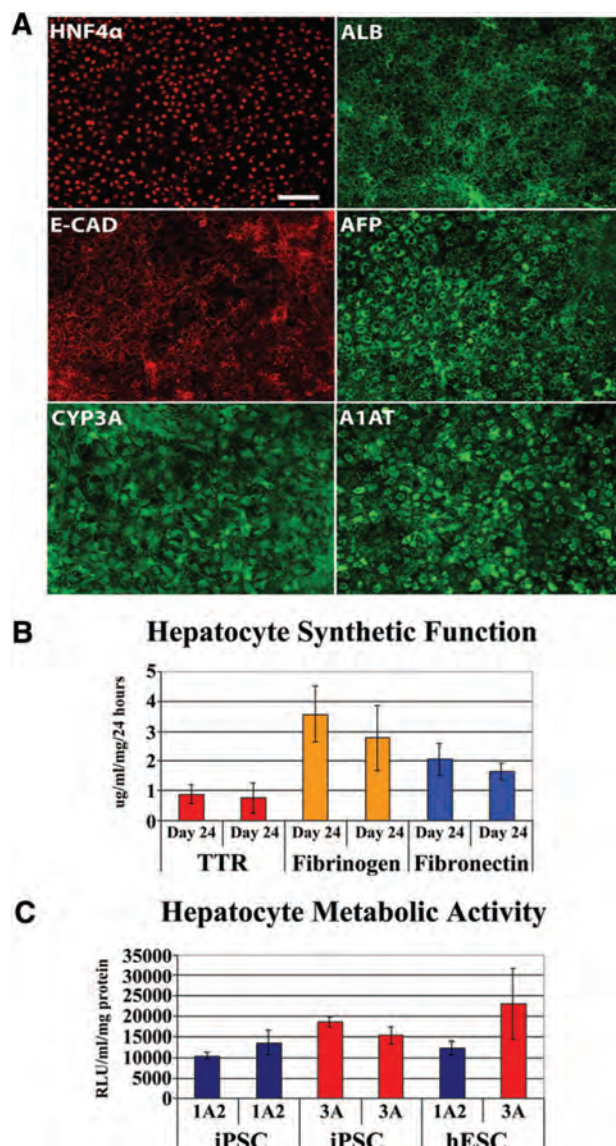 A
HNF4α ALB
E-CAD AFP
CYP3A A1AT
B Hepatocyte Synthetic Function
ug/ml/mg/24 hours
5
4
3
2
1
0
Day 24 Day 24 Day 24 Day 24 Day 24 Day 24
TTR Fibrinogen Fibronectin
C Hepatocyte Metabolic Activity
RLU/ml/mg protein
35000
30000
25000
20000
15000
10000
5000
0
1A2 1A2 3A 3A 1A2 3A
iPSC iPSC hESC